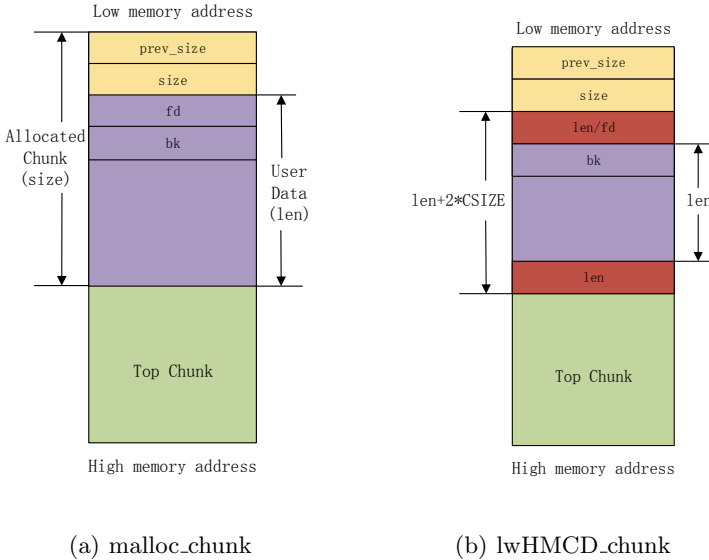 Low memory address
prev_size
size
fd
bk
Allocated
Chunk
(size)
User
Data
(len)
Top Chunk
High memory address
(a) malloc_chunk
Low memory address
prev_size
size
len/fd
bk
len+2*CSIZE
len
len
Top Chunk
High memory address
(b) lwHMCD_chunk